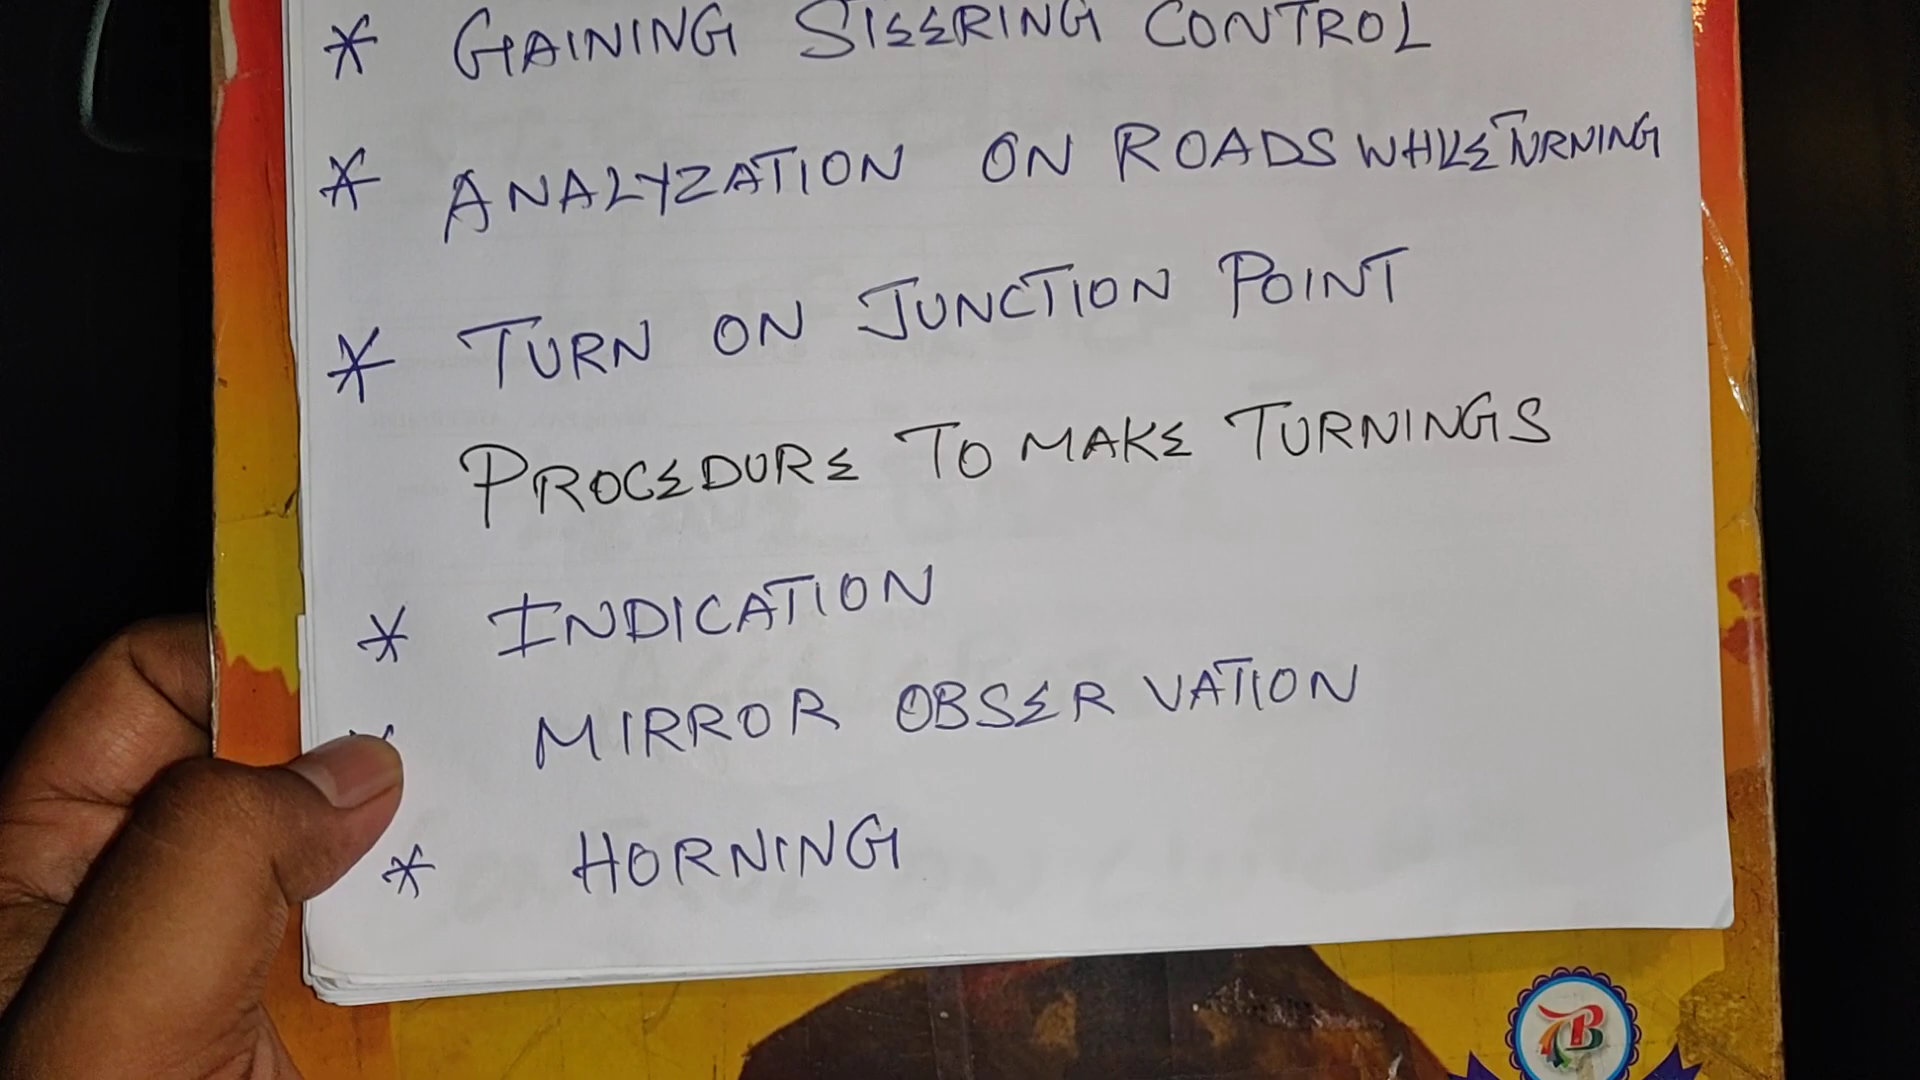 * GAINING STEERING CONTROL
* ANALYZATION ON ROADS WHILE TURNING
* TURN ON JUNCTION POINT
PROCEDURE TO MAKE TURNINGS
* INDICATION
MIRROR OBSERVATION
* HORNING